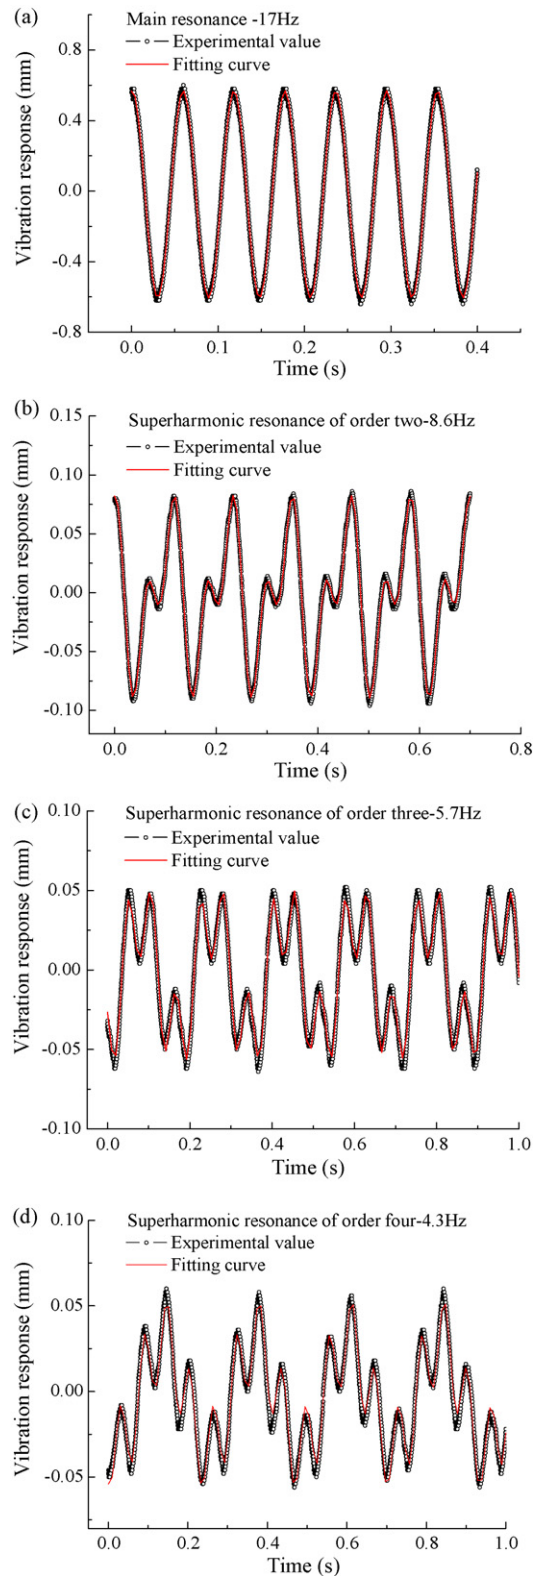 (a)
Main resonance -17Hz
Experimental value
Fitting curve
Vibration response (mm)
0.8
0.4
0.0
-0.4
-0.8
0.0 0.1 0.2 0.3 0.4
Time (s)
(b)
Superharmonic resonance of order two-8.6Hz
Experimental value
Fitting curve
Vibration response (mm)
0.15
0.10
0.05
0.00
-0.05
-0.10
0.0 0.2 0.4 0.6 0.8
Time (s)
(c)
Superharmonic resonance of order three-5.7Hz
Experimental value
Fitting curve
Vibration response (mm)
0.10
0.05
0.00
-0.05
-0.10
0.0 0.2 0.4 0.6 0.8 1.0
Time (s)
(d)
Superharmonic resonance of order four-4.3Hz
Experimental value
Fitting curve
Vibration response (mm)
0.10
0.05
0.00
-0.05
0.0 0.2 0.4 0.6 0.8 1.0
Time (s)